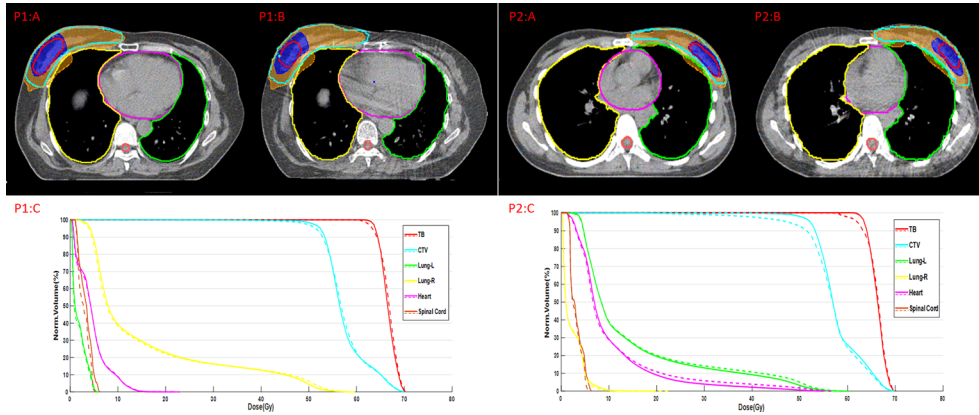 P1:A
P1:B
P2:A
P2:B
P1:C
P2:C
Norm.Volume(%)
100
90
80
70
60
50
40
30
20
10
0
0 10 20 30 40 50 60 70 80
Dose(Gy)
TB
CTV
Lung-L
Lung-R
Heart
Spinal Cord
Norm.Volume(%)
100
90
80
70
60
50
40
30
20
10
0
0 10 20 30 40 50 60 70 80
Dose(Gy)
TB
CTV
Lung-L
Lung-R
Heart
Spinal Cord